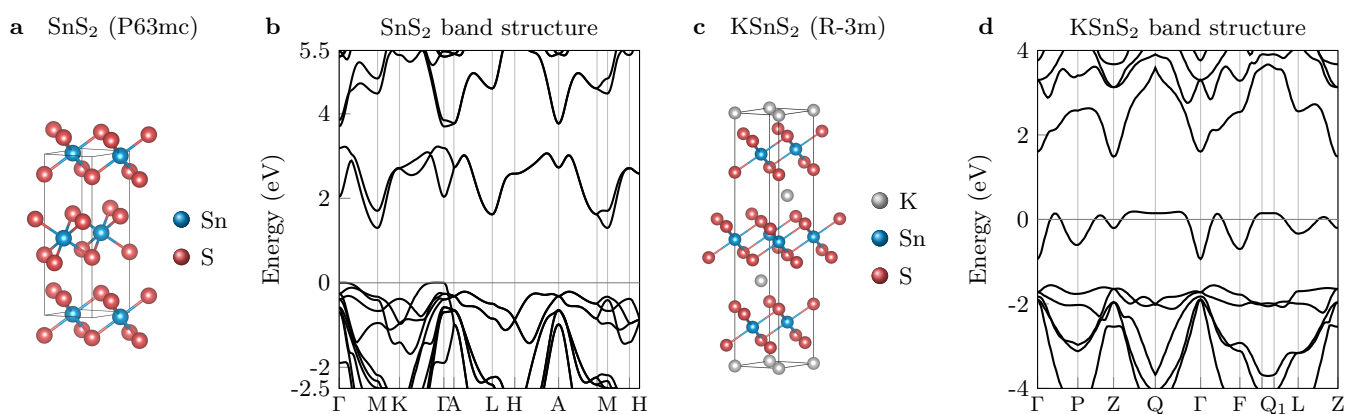 a SnS₂ (P63mc)
Sn
S
b SnS₂ band structure
Energy (eV)
5.5
4
2
0
-2
-2.5
Γ M K Γ A L H A M H
c KSnS₂ (R-3m)
K
Sn
S
d KSnS₂ band structure
Energy (eV)
4
2
0
-2
-4
Γ P Z Q Γ F Q₁ L Z